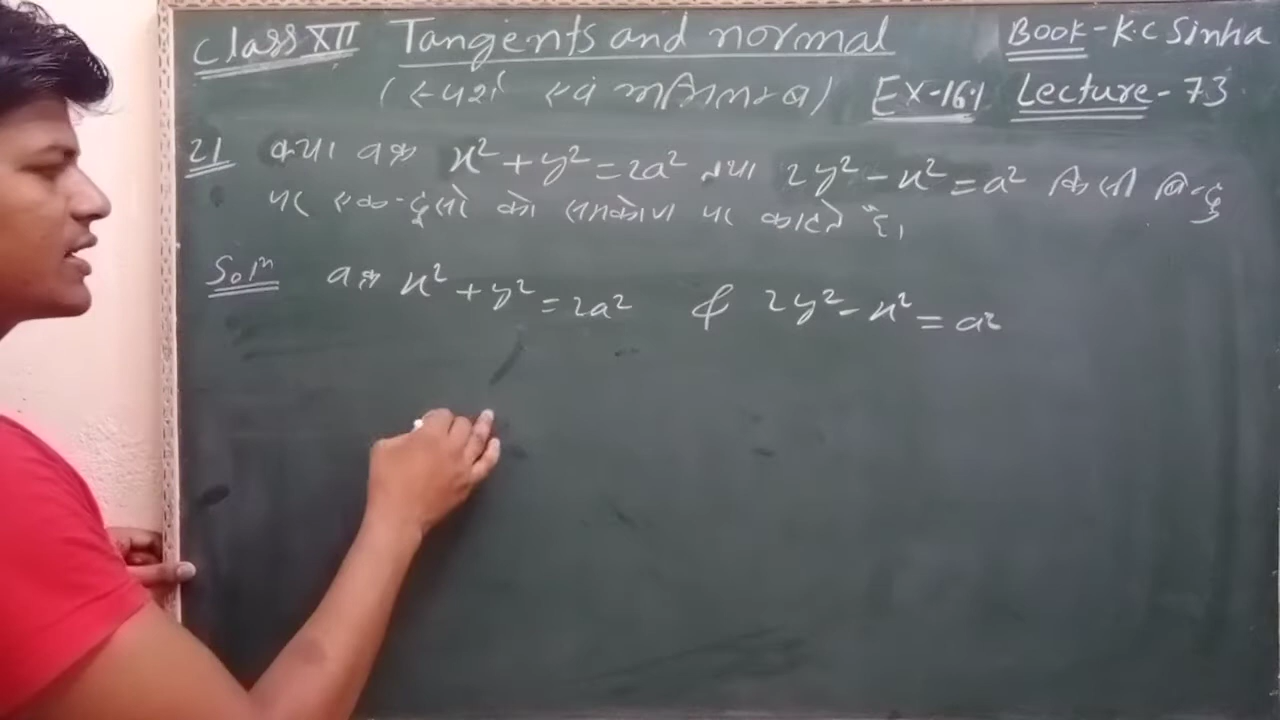 Class XII Tangents and normal Book - K.C Sinha
(स्पर्श एवं अभिलम्ब) Ex-16.1 Lecture - 73
21 क्या वक्र x² + y² = 2a² तथा 2y² - x² = a² किसी बिन्दु
पर एक-दूसरे को समकोण पर काटते हैं।
Solⁿ वक्र x² + y² = 2a² & 2y² - x² = a²